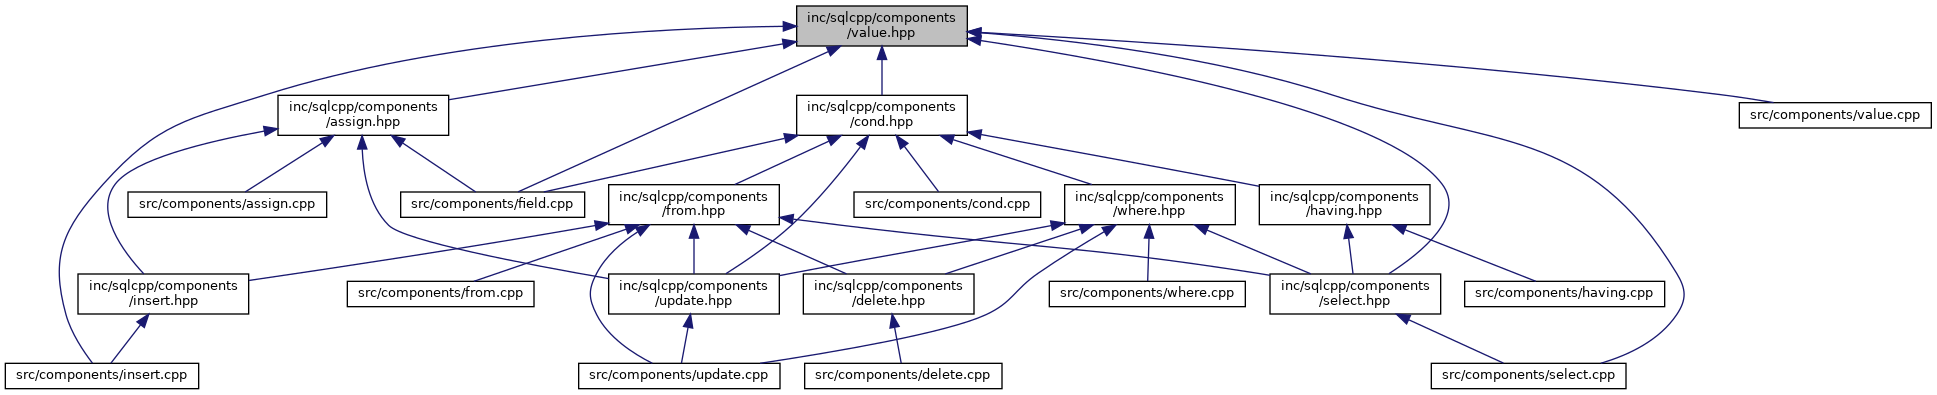 inc/sqlcpp/components
/value.hpp
inc/sqlcpp/components
/assign.hpp
inc/sqlcpp/components
/cond.hpp
src/components/value.cpp
src/components/assign.cpp
src/components/field.cpp
inc/sqlcpp/components
/from.hpp
src/components/cond.cpp
inc/sqlcpp/components
/where.hpp
inc/sqlcpp/components
/having.hpp
inc/sqlcpp/components
/insert.hpp
src/components/from.cpp
inc/sqlcpp/components
/update.hpp
inc/sqlcpp/components
/delete.hpp
src/components/where.cpp
inc/sqlcpp/components
/select.hpp
src/components/having.cpp
src/components/insert.cpp
src/components/update.cpp
src/components/delete.cpp
src/components/select.cpp